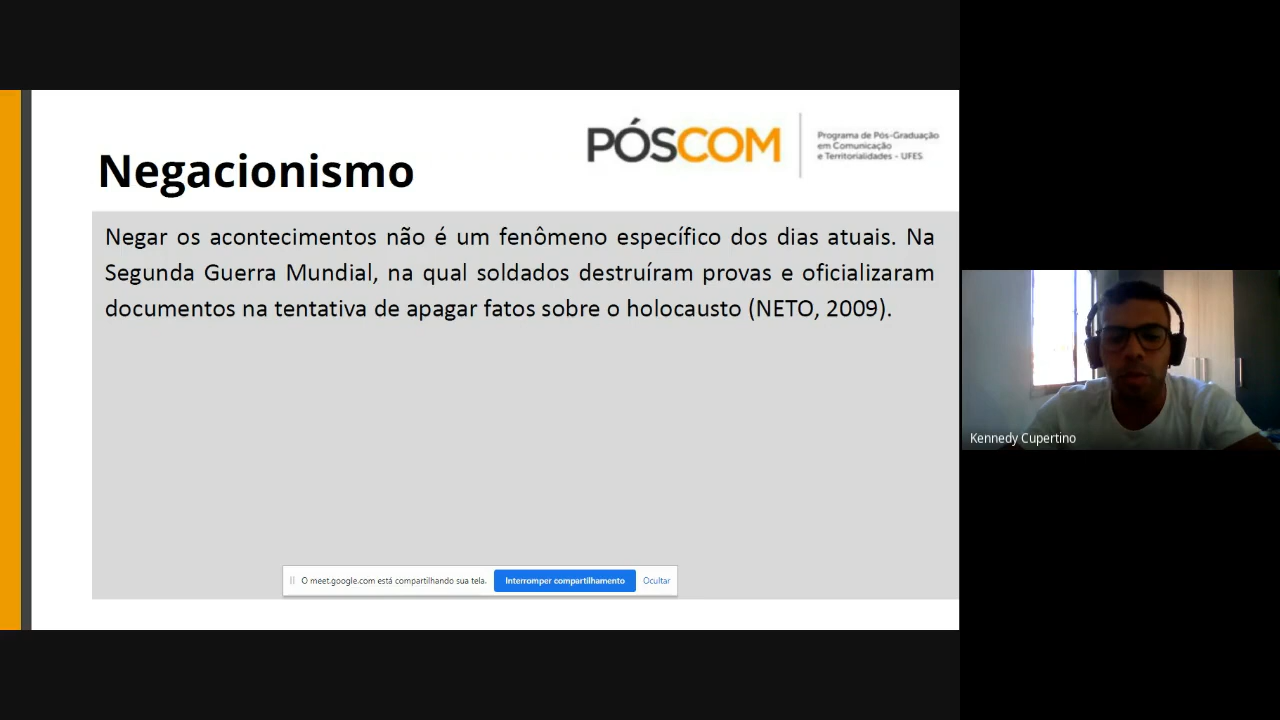 PÓSCOM
Programa de Pós-Graduação
em Comunicação
e Territorialidades - UFES
Negacionismo
Negar os acontecimentos não é um fenômeno específico dos dias atuais. Na
Segunda Guerra Mundial, na qual soldados destruíram provas e oficializaram
documentos na tentativa de apagar fatos sobre o holocausto (NETO, 2009).
O meet.google.com está compartilhando sua tela.
Interromper compartilhamento
Ocultar
Kennedy Cupertino